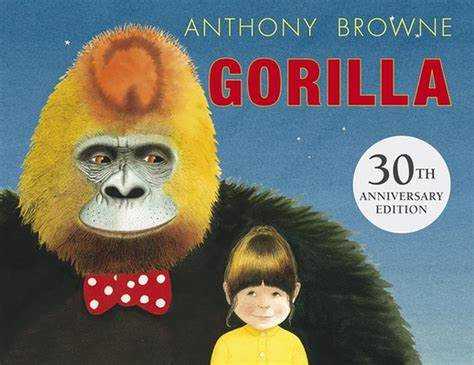 ANTHONY BROWNE
GORILLA
30TH
ANNIVERSARY
EDITION